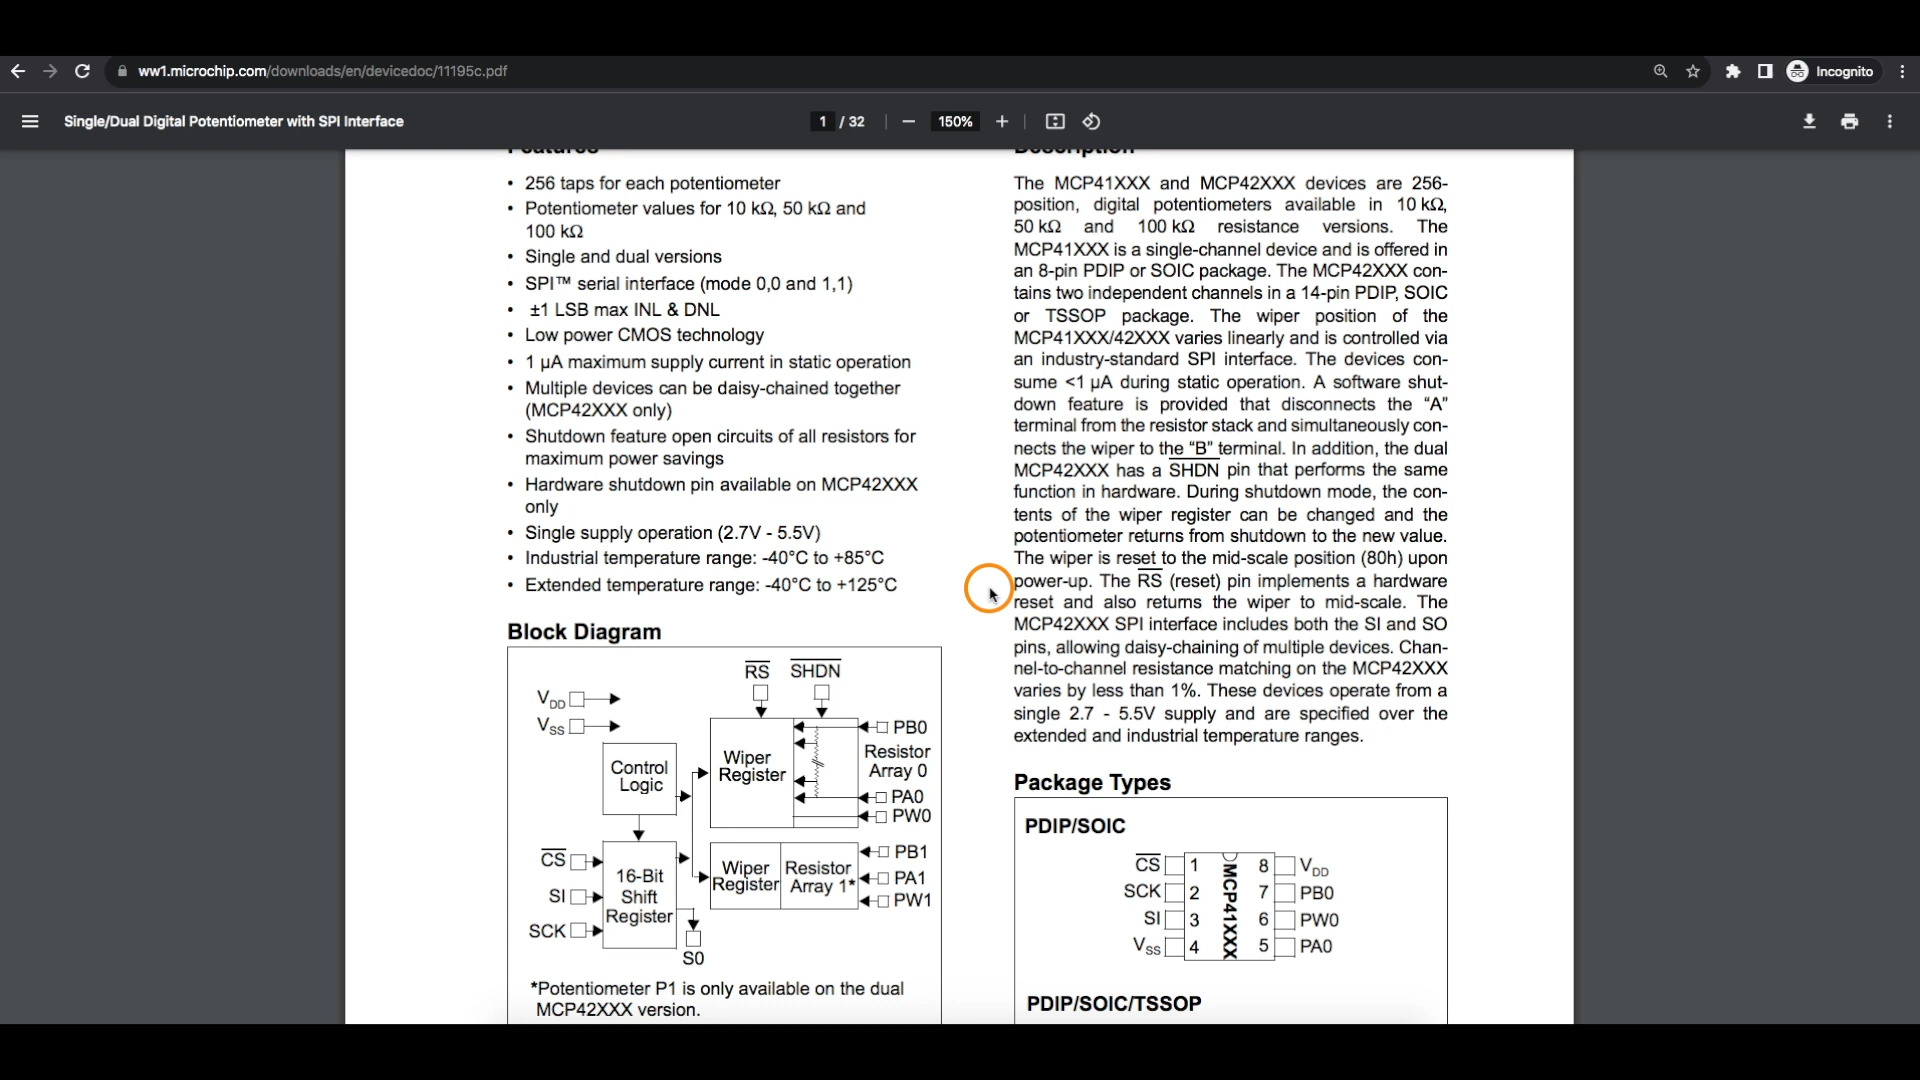 ww1.microchip.com/downloads/en/devicedoc/11195c.pdf
Incognito
Single/Dual Digital Potentiometer with SPI Interface
1 / 32
150%
Features
• 256 taps for each potentiometer
• Potentiometer values for 10 kΩ, 50 kΩ and
100 kΩ
• Single and dual versions
• SPI™ serial interface (mode 0,0 and 1,1)
• ±1 LSB max INL & DNL
• Low power CMOS technology
• 1 µA maximum supply current in static operation
• Multiple devices can be daisy-chained together
(MCP42XXX only)
• Shutdown feature open circuits of all resistors for
maximum power savings
• Hardware shutdown pin available on MCP42XXX
only
• Single supply operation (2.7V - 5.5V)
• Industrial temperature range: -40°C to +85°C
• Extended temperature range: -40°C to +125°C
Block Diagram
RS SHDN
VDD
VSS
PB0
Wiper
Register
Resistor
Array 0
Control
Logic
PA0
PW0
CS
SI
SCK
16-Bit
Shift
Register
Wiper
Register
Resistor
Array 1*
PB1
PA1
PW1
S0
*Potentiometer P1 is only available on the dual
MCP42XXX version.
Description
The MCP41XXX and MCP42XXX devices are 256-
position, digital potentiometers available in 10 kΩ,
50 kΩ and 100 kΩ resistance versions. The
MCP41XXX is a single-channel device and is offered in
an 8-pin PDIP or SOIC package. The MCP42XXX con-
tains two independent channels in a 14-pin PDIP, SOIC
or TSSOP package. The wiper position of the
MCP41XXX/42XXX varies linearly and is controlled via
an industry-standard SPI interface. The devices con-
sume <1 µA during static operation. A software shut-
down feature is provided that disconnects the “A”
terminal from the resistor stack and simultaneously con-
nects the wiper to the “B” terminal. In addition, the dual
MCP42XXX has a SHDN pin that performs the same
function in hardware. During shutdown mode, the con-
tents of the wiper register can be changed and the
potentiometer returns from shutdown to the new value.
The wiper is reset to the mid-scale position (80h) upon
power-up. The RS (reset) pin implements a hardware
reset and also returns the wiper to mid-scale. The
MCP42XXX SPI interface includes both the SI and SO
pins, allowing daisy-chaining of multiple devices. Chan-
nel-to-channel resistance matching on the MCP42XXX
varies by less than 1%. These devices operate from a
single 2.7 - 5.5V supply and are specified over the
extended and industrial temperature ranges.
Package Types
PDIP/SOIC
CS 1 8 VDD
SCK 2 7 PB0
SI 3 6 PW0
VSS 4 5 PA0
MCP41XXX
PDIP/SOIC/TSSOP